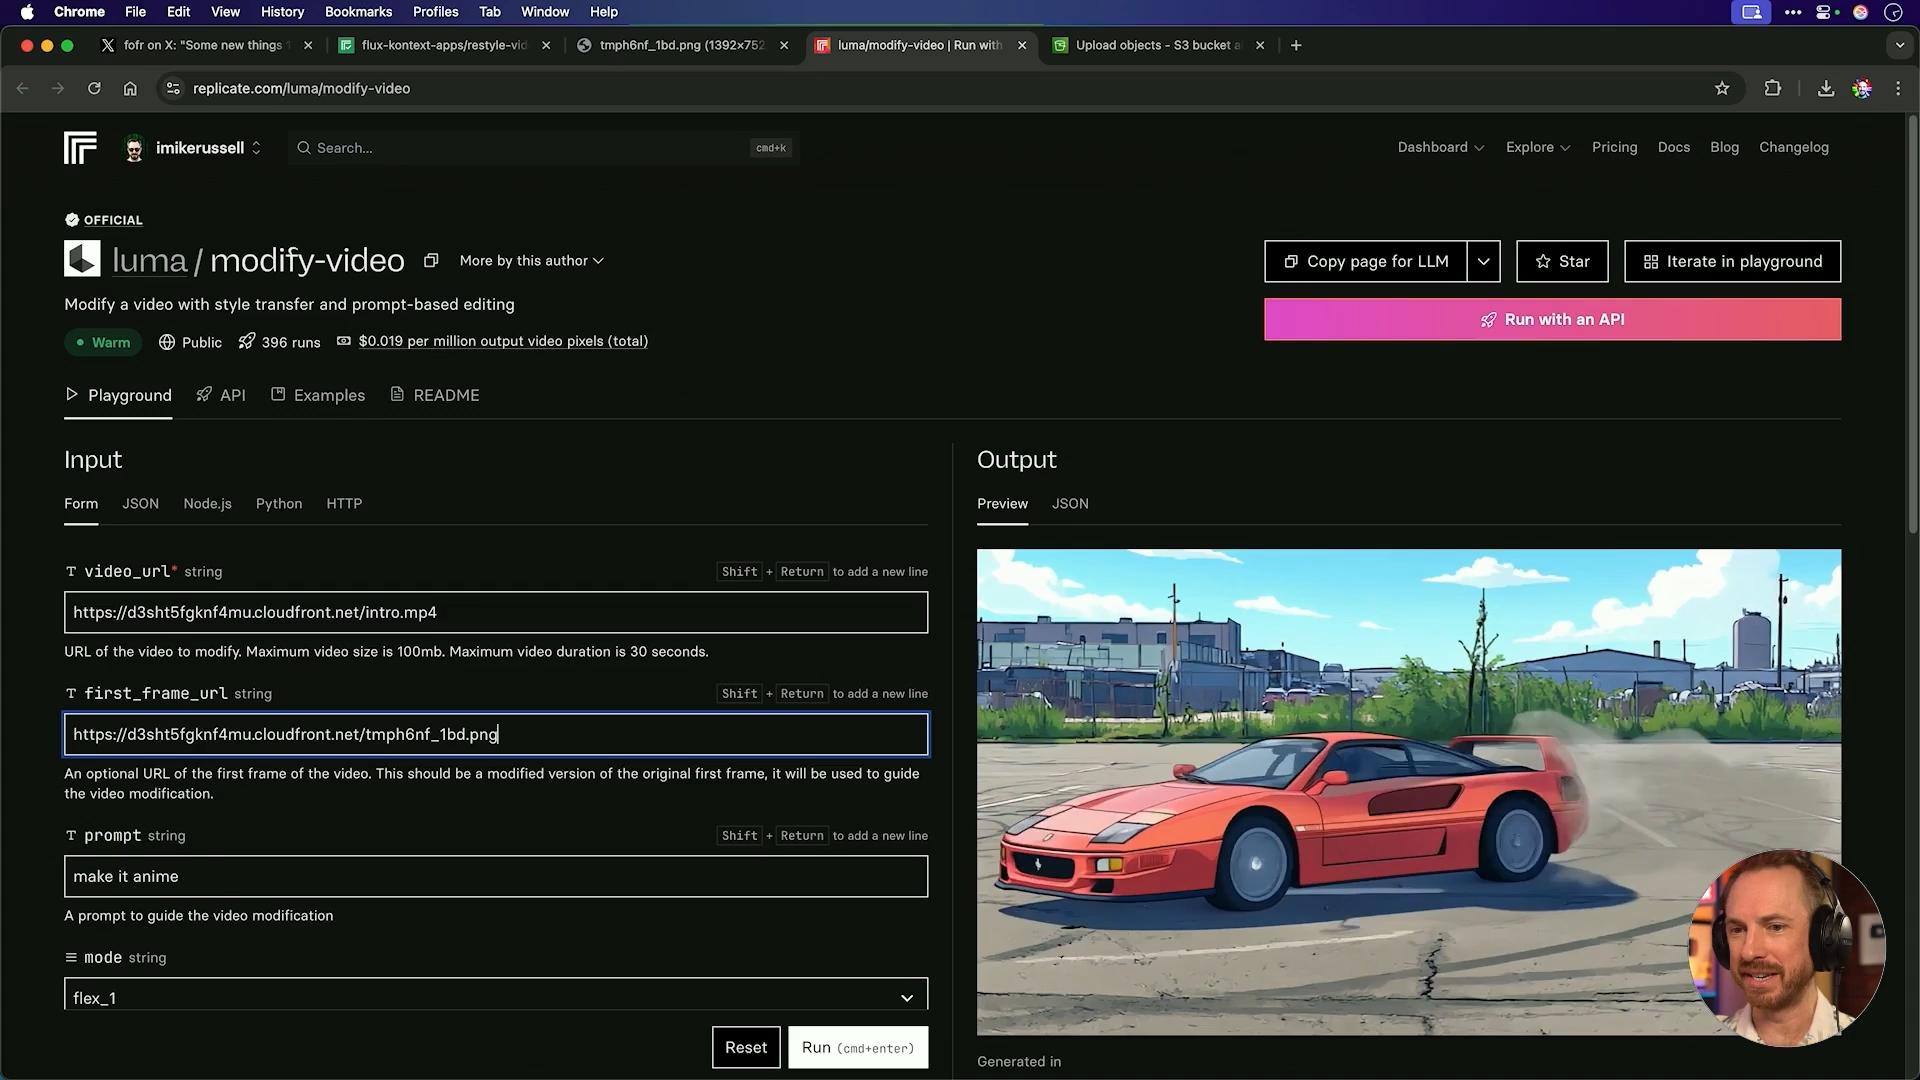 Chrome File Edit View History Bookmarks Profiles Tab Window Help
fofr on X: "Some new things
flux-kontext-apps/restyle-vid
tmph6nf_1bd.png (1392×752
luma/modify-video | Run with
Upload objects - S3 bucket
replicate.com/luma/modify-video
imikerussell
Search...
cmd+k
Dashboard Explore Pricing Docs Blog Changelog
OFFICIAL
luma / modify-video
More by this author
Copy page for LLM
Star
Iterate in playground
Modify a video with style transfer and prompt-based editing
Run with an API
Warm Public 396 runs $0.019 per million output video pixels (total)
Playground API Examples README
Input
Form JSON Node.js Python HTTP
T video_url* string
Shift + Return to add a new line
https://d3sht5fgknf4mu.cloudfront.net/intro.mp4
URL of the video to modify. Maximum video size is 100mb. Maximum video duration is 30 seconds.
T first_frame_url string
Shift + Return to add a new line
https://d3sht5fgknf4mu.cloudfront.net/tmph6nf_1bd.png
An optional URL of the first frame of the video. This should be a modified version of the original first frame, it will be used to guide
the video modification.
T prompt string
Shift + Return to add a new line
make it anime
A prompt to guide the video modification
mode string
flex_1
Reset
Run (cmd+enter)
Output
Preview JSON
Generated in